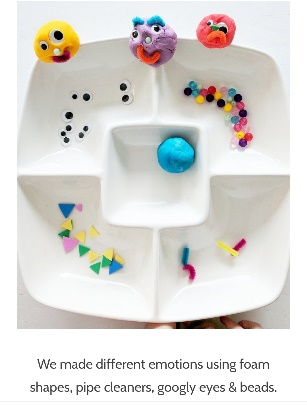 We made different emotions using foam
shapes, pipe cleaners, googly eyes & beads.